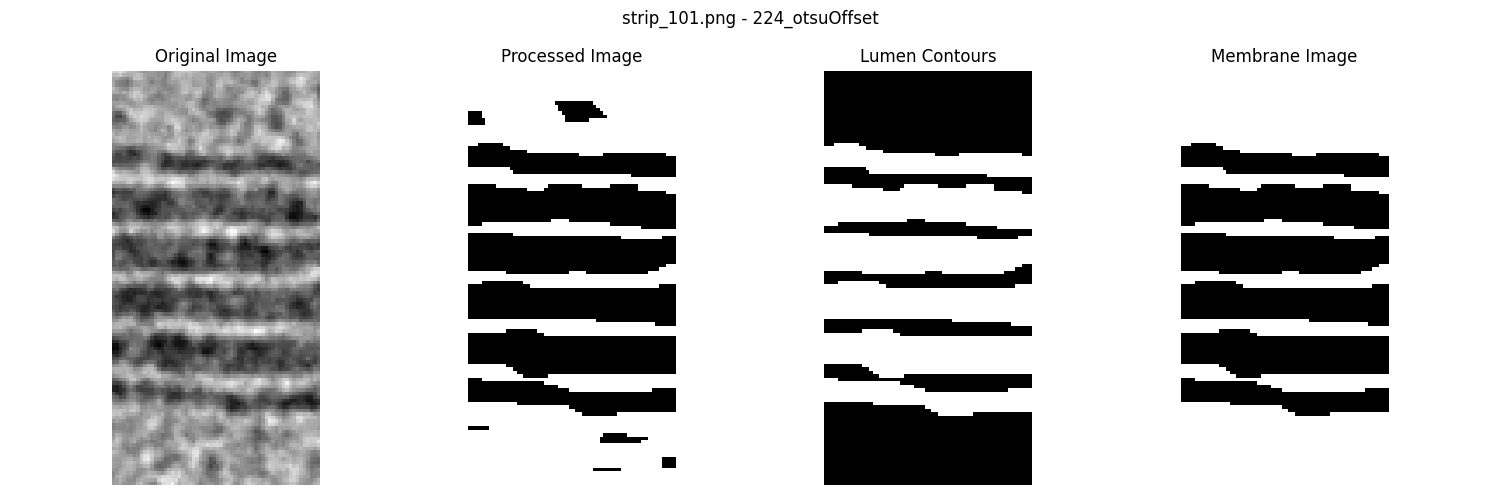 strip_101.png - 224_otsuOffset
Original Image
Processed Image
Lumen Contours
Membrane Image